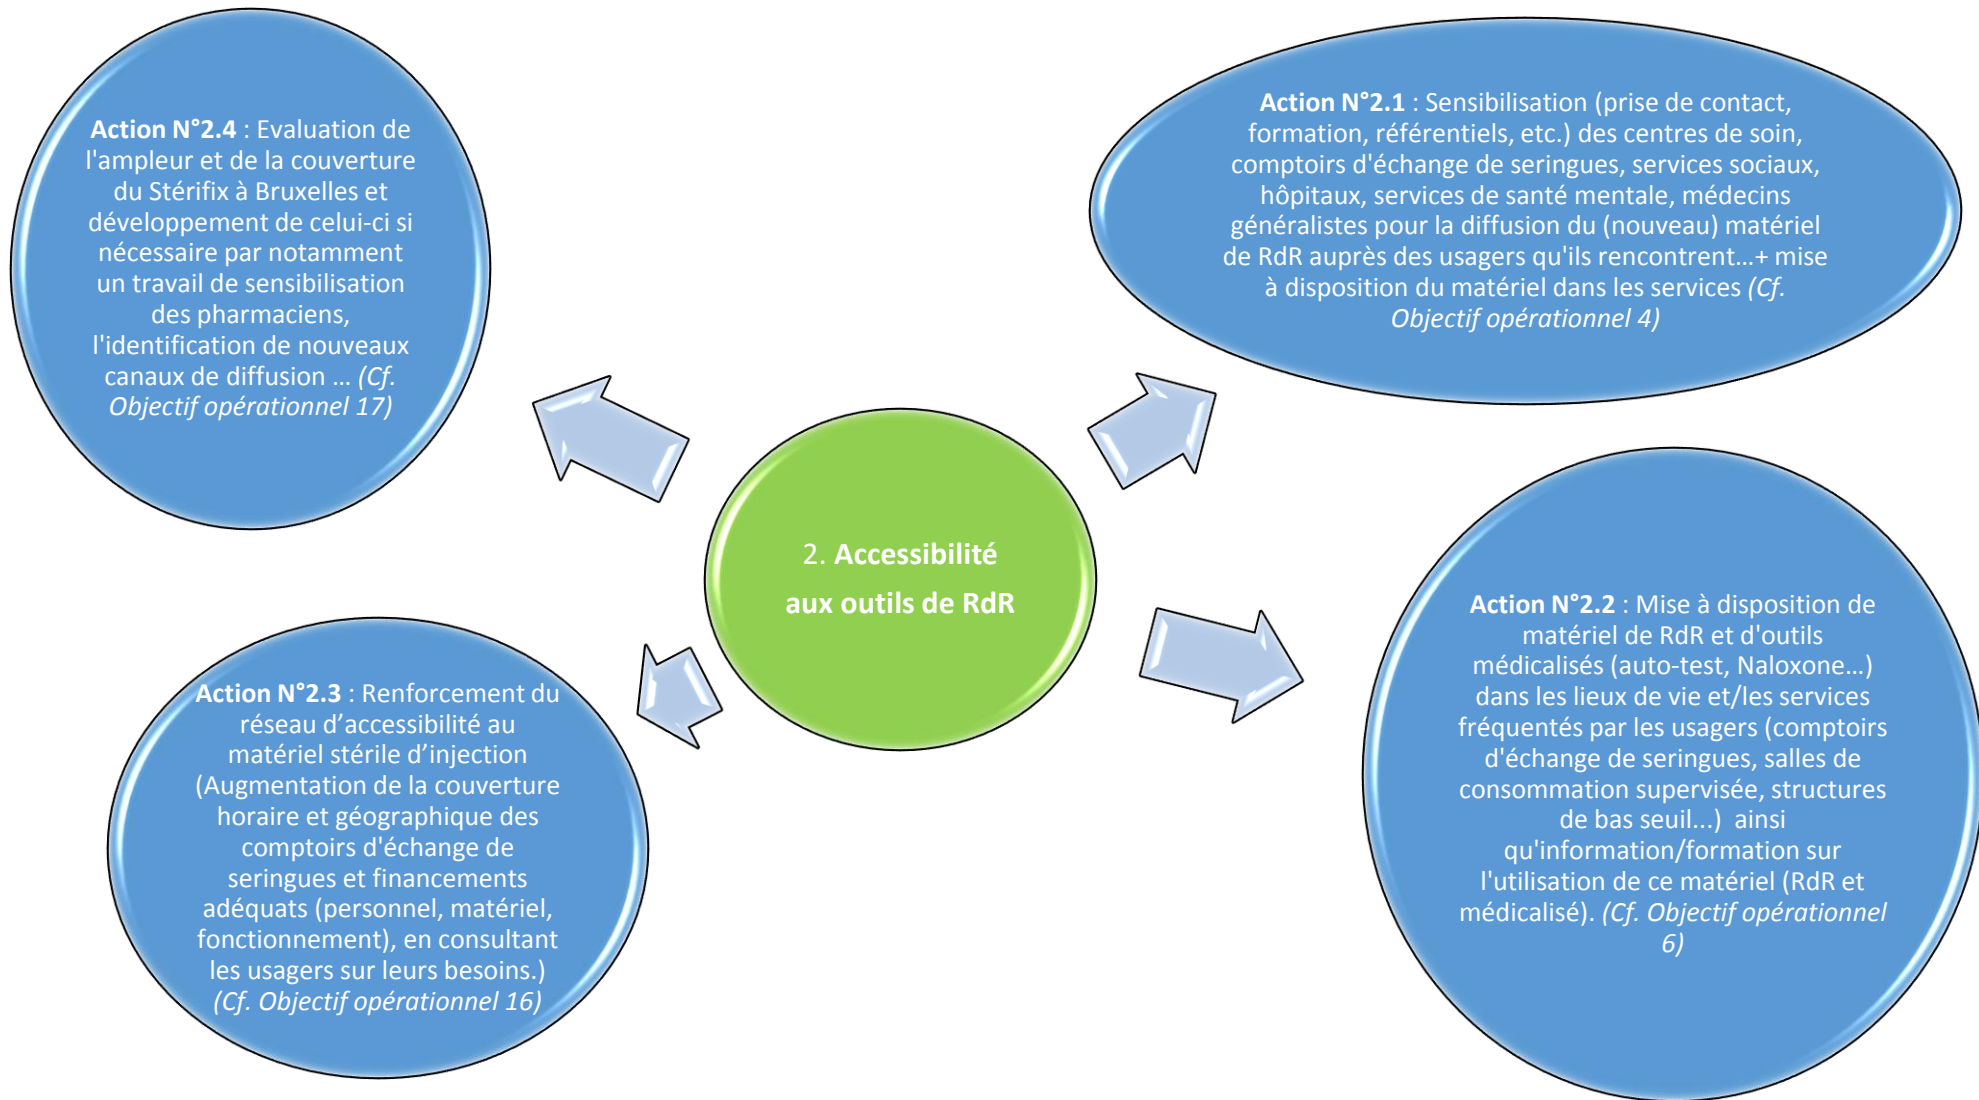 2. Accessibilité
aux outils de RdR
Action N°2.1 : Sensibilisation (prise de contact,
formation, référentiels, etc.) des centres de soin,
comptoirs d'échange de seringues, services sociaux,
hôpitaux, services de santé mentale, médecins
généralistes pour la diffusion du (nouveau) matériel
de RdR auprès des usagers qu'ils rencontrent...+ mise
à disposition du matériel dans les services (Cf.
Objectif opérationnel 4)
Action N°2.2 : Mise à disposition de
matériel de RdR et d'outils
médicalisés (auto-test, Naloxone...)
dans les lieux de vie et/les services
fréquentés par les usagers (comptoirs
d'échange de seringues, salles de
consommation supervisée, structures
de bas seuil...) ainsi
qu'information/formation sur
l'utilisation de ce matériel (RdR et
médicalisé). (Cf. Objectif opérationnel
6)
Action N°2.3 : Renforcement du
réseau d’accessibilité au
matériel stérile d’injection
(Augmentation de la couverture
horaire et géographique des
comptoirs d'échange de
seringues et financements
adéquats (personnel, matériel,
fonctionnement), en consultant
les usagers sur leurs besoins.)
(Cf. Objectif opérationnel 16)
Action N°2.4 : Evaluation de
l'ampleur et de la couverture
du Stérifix à Bruxelles et
développement de celui-ci si
nécessaire par notamment
un travail de sensibilisation
des pharmaciens,
l'identification de nouveaux
canaux de diffusion ... (Cf.
Objectif opérationnel 17)